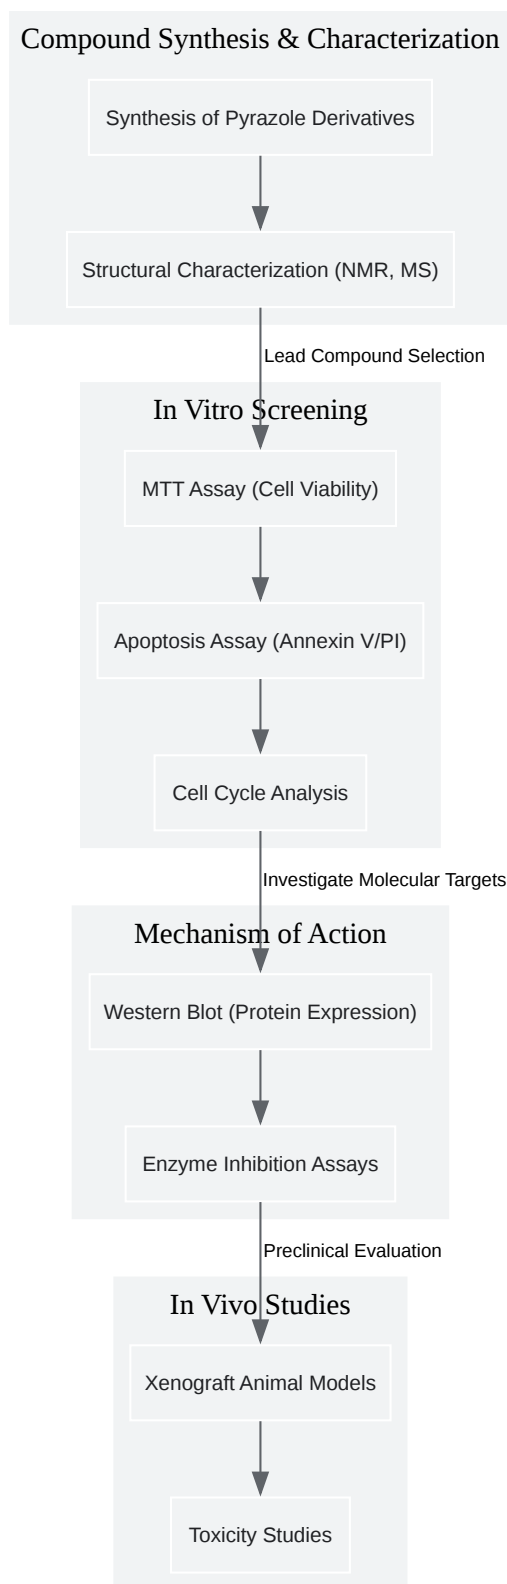 Compound Synthesis & Characterization
Synthesis of Pyrazole Derivatives
Structural Characterization (NMR, MS)
Lead Compound Selection
In Vitro Screening
MTT Assay (Cell Viability)
Apoptosis Assay (Annexin V/PI)
Cell Cycle Analysis
Investigate Molecular Targets
Mechanism of Action
Western Blot (Protein Expression)
Enzyme Inhibition Assays
Preclinical Evaluation
In Vivo Studies
Xenograft Animal Models
Toxicity Studies